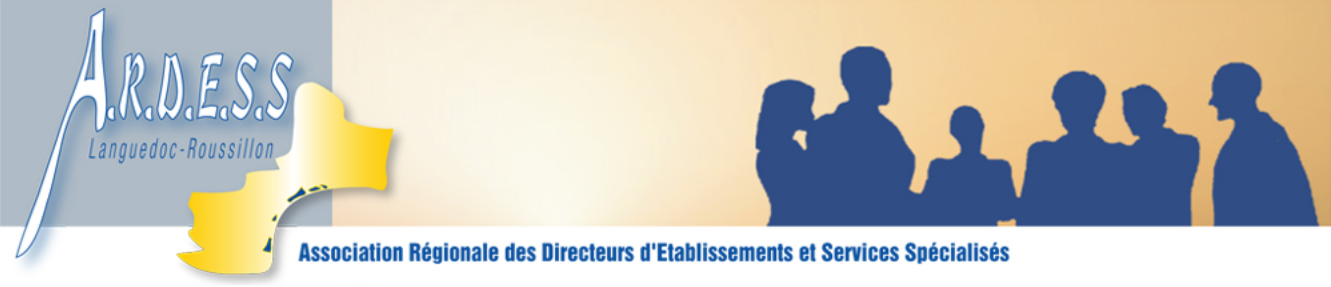 A.R.D.E.S.S
Languedoc-Roussillon
Association Régionale des Directeurs d'Etablissements et Services Spécialisés